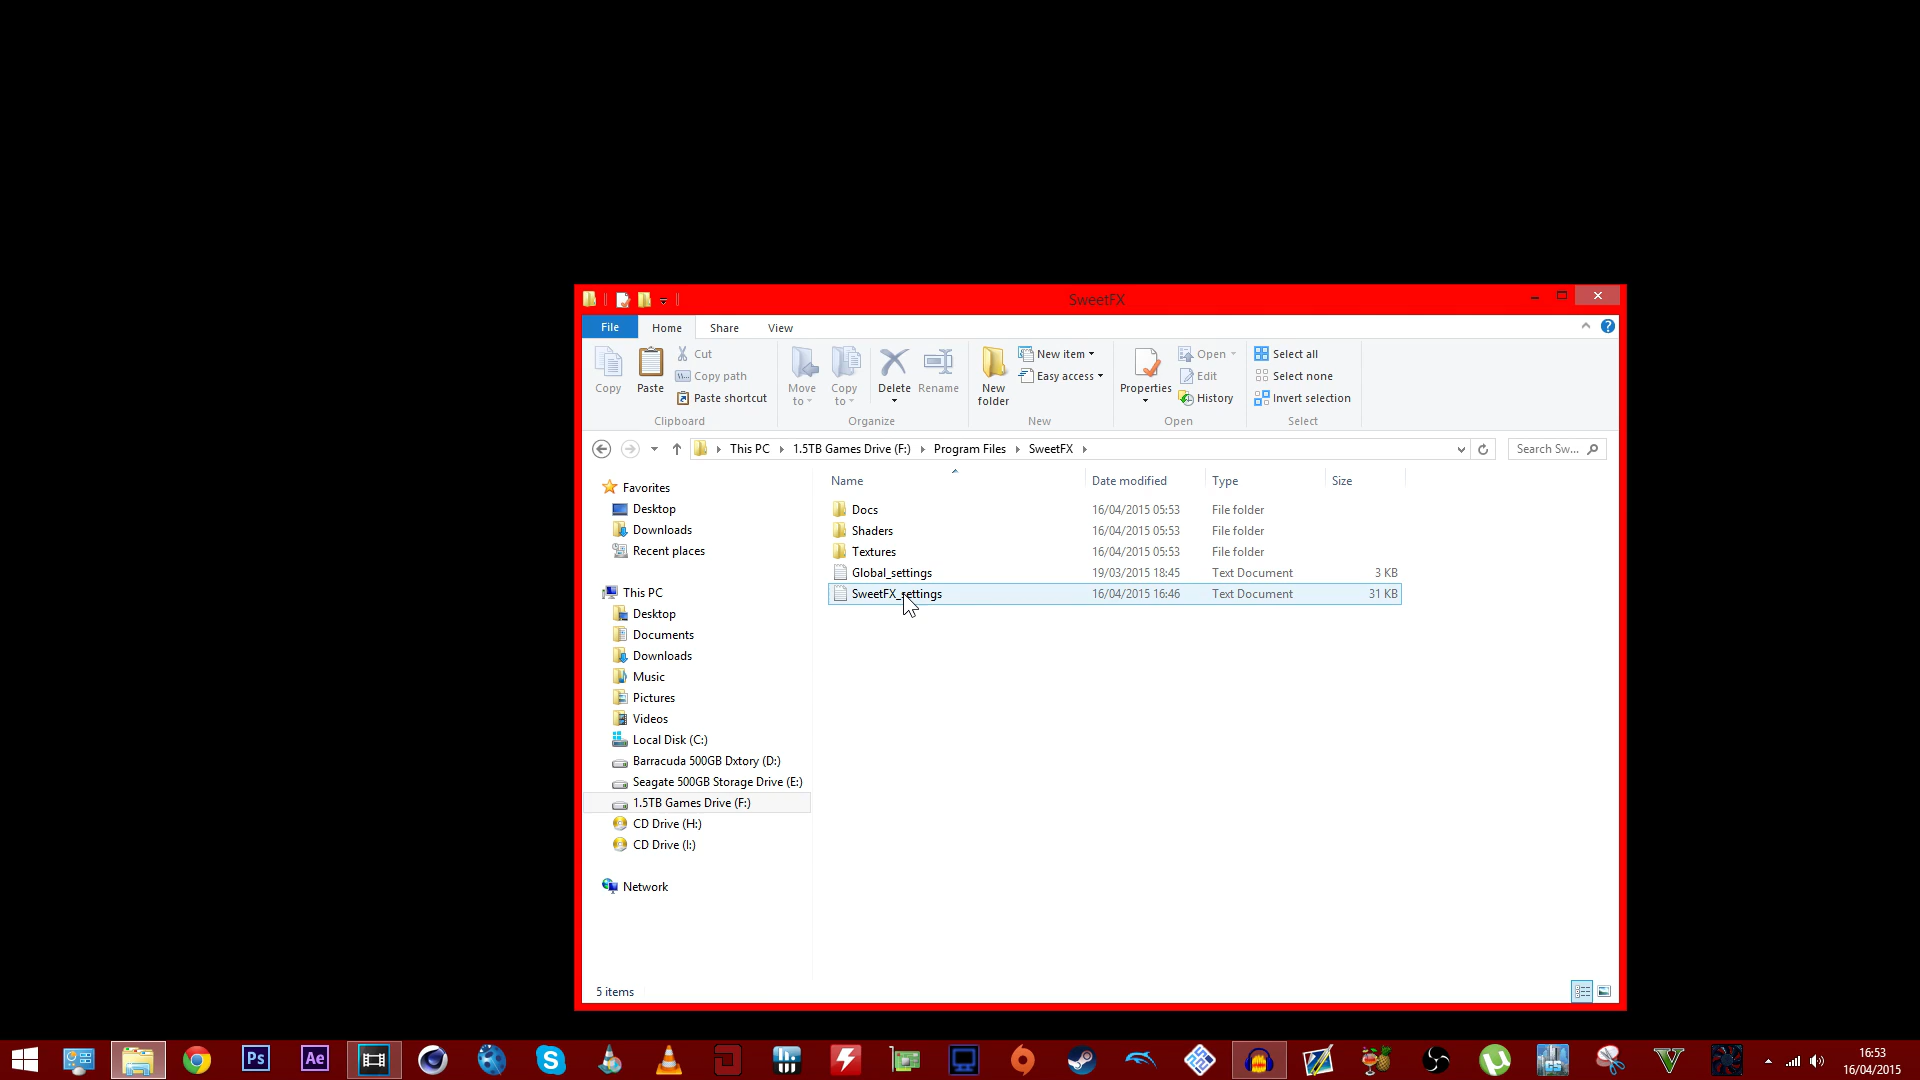 SweetFX
File Home Share View
Copy
Paste
Cut
Copy path
Paste shortcut
Clipboard
Move to
Copy to
Delete
Rename
Organize
New folder
New item
Easy access
New
Properties
Open
Edit
History
Open
Select all
Select none
Invert selection
Select
This PC 1.5TB Games Drive (F:) Program Files SweetFX
Search Sw...
Favorites
Desktop
Downloads
Recent places
This PC
Desktop
Documents
Downloads
Music
Pictures
Videos
Local Disk (C:)
Barracuda 500GB Dxtory (D:)
Seagate 500GB Storage Drive (E:)
1.5TB Games Drive (F:)
CD Drive (H:)
CD Drive (I:)
Network
Name Date modified Type Size
Docs 16/04/2015 05:53 File folder
Shaders 16/04/2015 05:53 File folder
Textures 16/04/2015 05:53 File folder
Global_settings 19/03/2015 18:45 Text Document 3 KB
SweetFX_settings 16/04/2015 16:46 Text Document 31 KB
5 items
Ps
Ae
16:53
16/04/2015